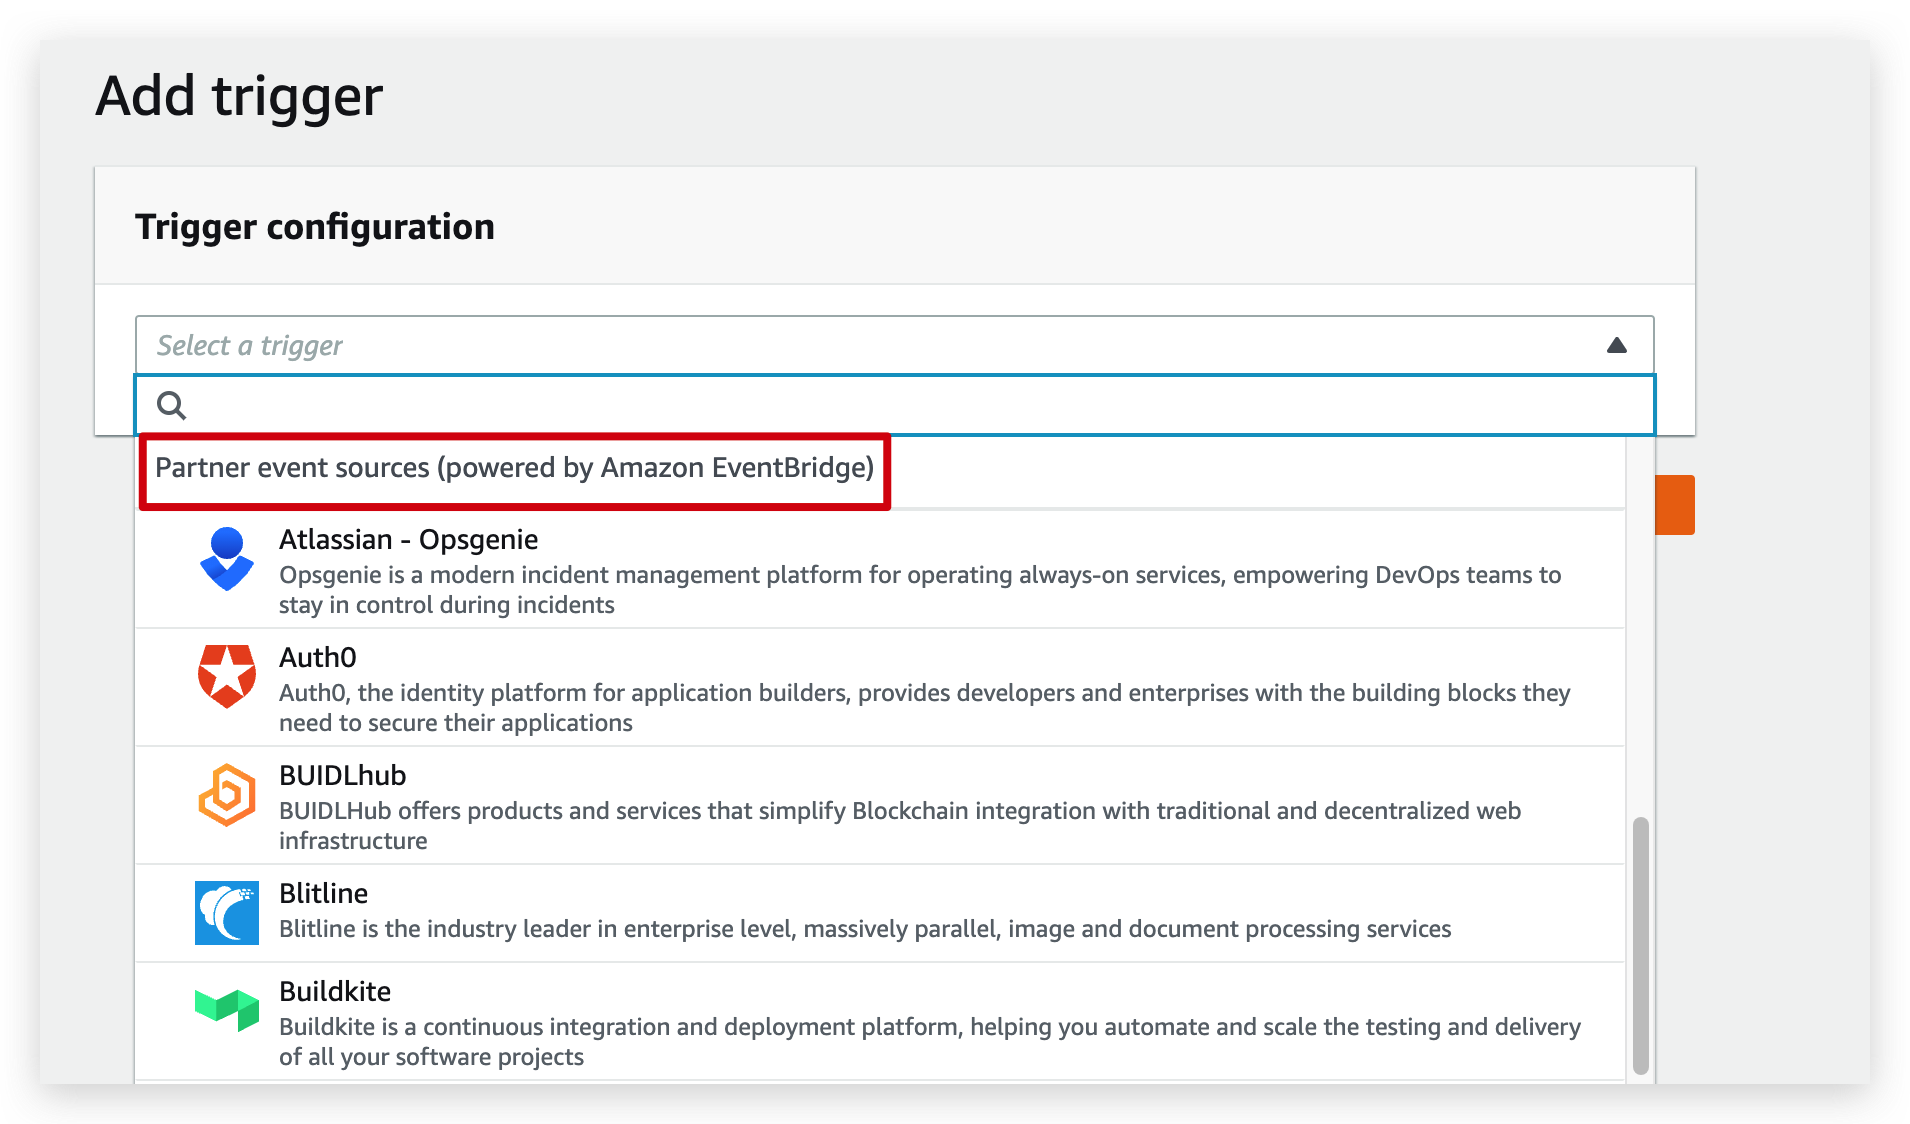 Add trigger
Trigger configuration
Select a trigger
Partner event sources (powered by Amazon EventBridge)
Atlassian - Opsgenie
Opsgenie is a modern incident management platform for operating always-on services, empowering DevOps teams to
stay in control during incidents
Auth0
Auth0, the identity platform for application builders, provides developers and enterprises with the building blocks they
need to secure their applications
BUIDLhub
BUIDLHub offers products and services that simplify Blockchain integration with traditional and decentralized web
infrastructure
Blitline
Blitline is the industry leader in enterprise level, massively parallel, image and document processing services
Buildkite
Buildkite is a continuous integration and deployment platform, helping you automate and scale the testing and delivery
of all your software projects